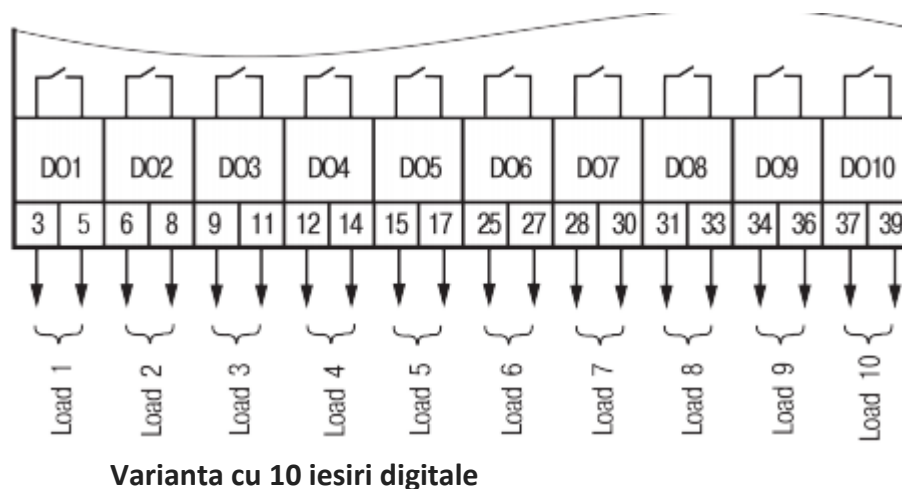 DO1 DO2 DO3 DO4 DO5 DO6 DO7 DO8 DO9 DO10
3 5 6 8 9 11 12 14 15 17 25 27 28 30 31 33 34 36 37 39
Load 1 Load 2 Load 3 Load 4 Load 5 Load 6 Load 7 Load 8 Load 9 Load 10
Varianta cu 10 iesiri digitale